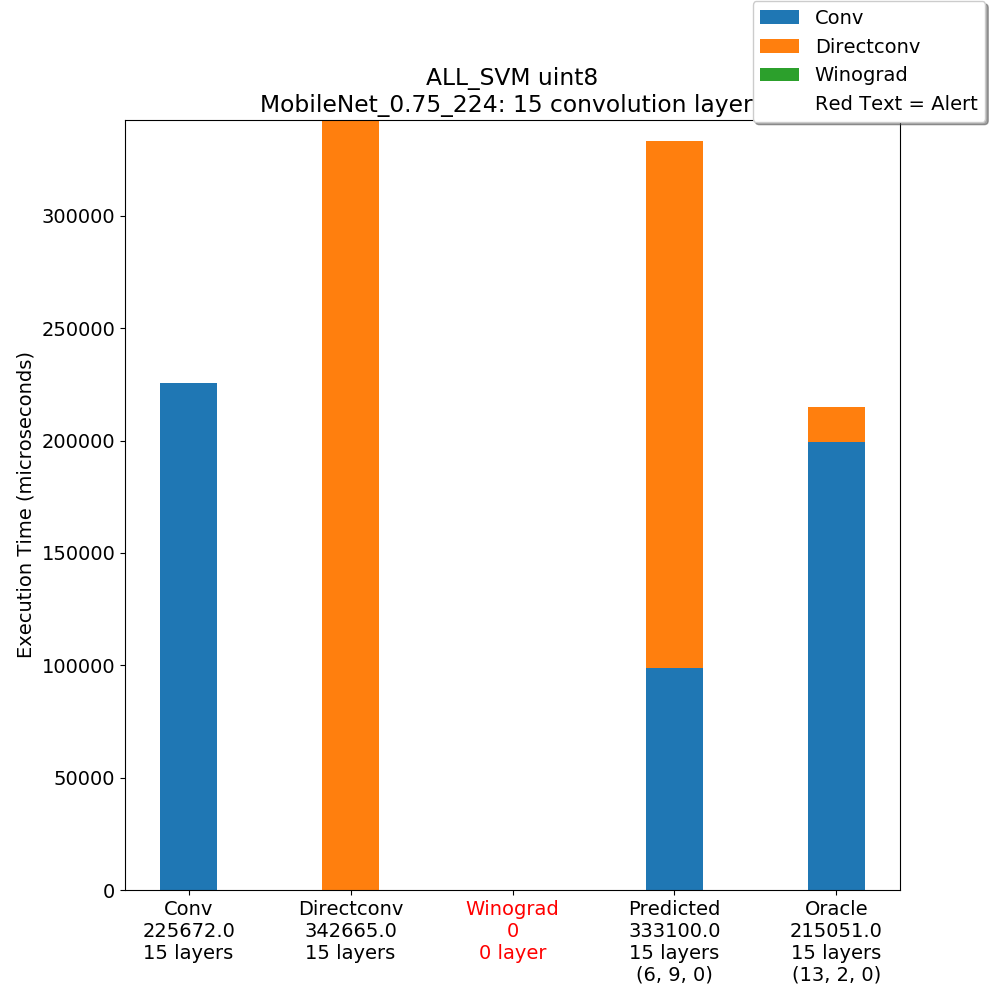 Conv
Directconv
Winograd
Red Text = Alert
ALL_SVM uint8
MobileNet_0.75_224: 15 convolution layer
Execution Time (microseconds)
300000
250000
200000
150000
100000
50000
0
Conv
225672.0
15 layers
Directconv
342665.0
15 layers
Winograd
0
0 layer
Predicted
333100.0
15 layers
(6, 9, 0)
Oracle
215051.0
15 layers
(13, 2, 0)